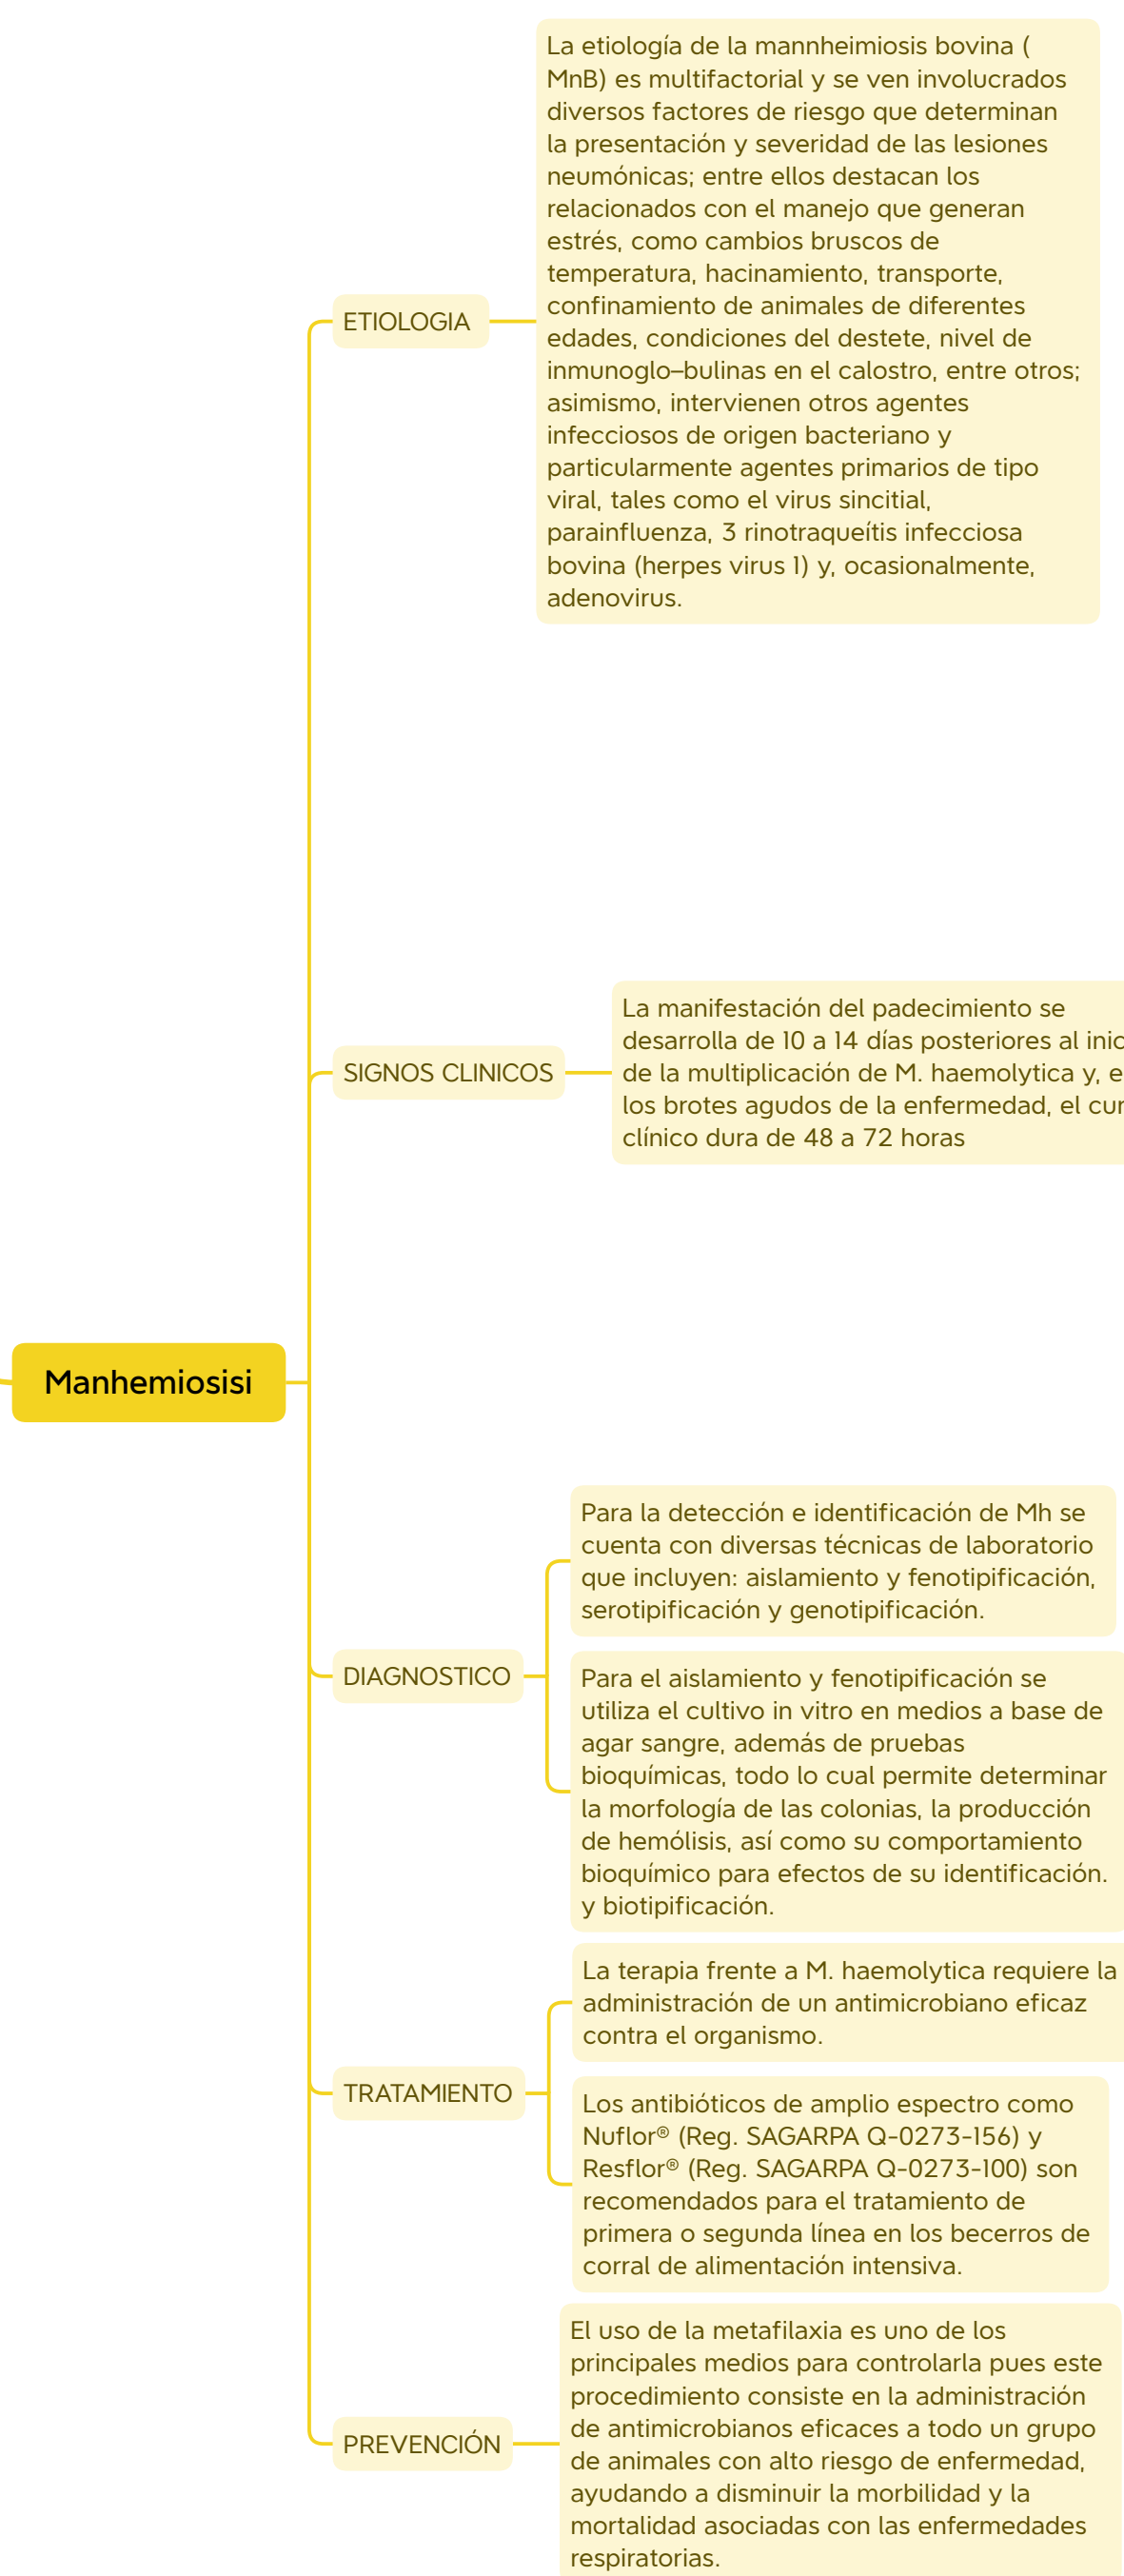 La etiología de la mannheimiosis bovina (
MnB) es multifactorial y se ven involucrados
diversos factores de riesgo que determinan
la presentación y severidad de las lesiones
neumónicas; entre ellos destacan los
relacionados con el manejo que generan
estrés, como cambios bruscos de
temperatura, hacinamiento, transporte,
confinamiento de animales de diferentes
edades, condiciones del destete, nivel de
inmunoglo–bulinas en el calostro, entre otros;
asimismo, intervienen otros agentes
infecciosos de origen bacteriano y
particularmente agentes primarios de tipo
viral, tales como el virus sincitial,
parainfluenza, 3 rinotraqueítis infecciosa
bovina (herpes virus 1) y, ocasionalmente,
adenovirus.
ETIOLOGIA
La manifestación del padecimiento se
desarrolla de 10 a 14 días posteriores al
de la multiplicación de M. haemolytica y,
los brotes agudos de la enfermedad, el
clínico dura de 48 a 72 horas
SIGNOS CLINICOS
Manhemiosisi
Para la detección e identificación de Mh se
cuenta con diversas técnicas de laboratorio
que incluyen: aislamiento y fenotipificación,
serotipificación y genotipificación.
DIAGNOSTICO
Para el aislamiento y fenotipificación se
utiliza el cultivo in vitro en medios a base de
agar sangre, además de pruebas
bioquímicas, todo lo cual permite determinar
la morfología de las colonias, la producción
de hemólisis, así como su comportamiento
bioquímico para efectos de su identificación.
y biotipificación.
La terapia frente a M. haemolytica requiere la
administración de un antimicrobiano eficaz
contra el organismo.
TRATAMIENTO
Los antibióticos de amplio espectro como
Nuflor® (Reg. SAGARPA Q-0273-156) y
Resflor® (Reg. SAGARPA Q-0273-100) son
recomendados para el tratamiento de
primera o segunda línea en los becerros de
corral de alimentación intensiva.
El uso de la metafilaxia es uno de los
principales medios para controlarla pues este
procedimiento consiste en la administración
de antimicrobianos eficaces a todo un grupo
de animales con alto riesgo de enfermedad,
ayudando a disminuir la morbilidad y la
mortalidad asociadas con las enfermedades
respiratorias.
PREVENCIÓN